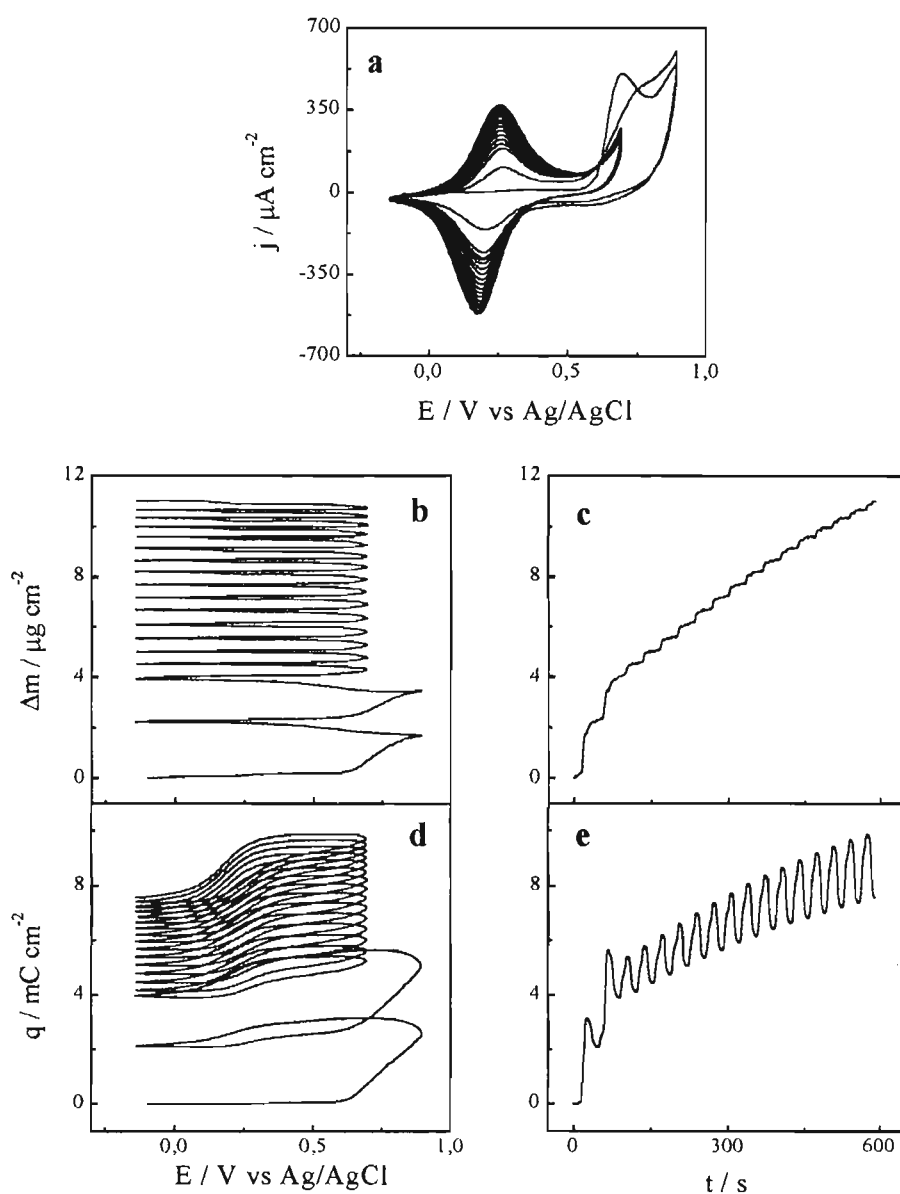 700
a
350
j / μA cm-2
0
-350
-700
0,0 0,5 1,0
E / V vs Ag/AgCl
12
b
8
Δm / μg cm-2
4
0
12
c
8
4
0
d
8
q / mC cm-2
4
0
0,0 0,5 1,0
E / V vs Ag/AgCl
e
8
4
0
0 300 600
t / s